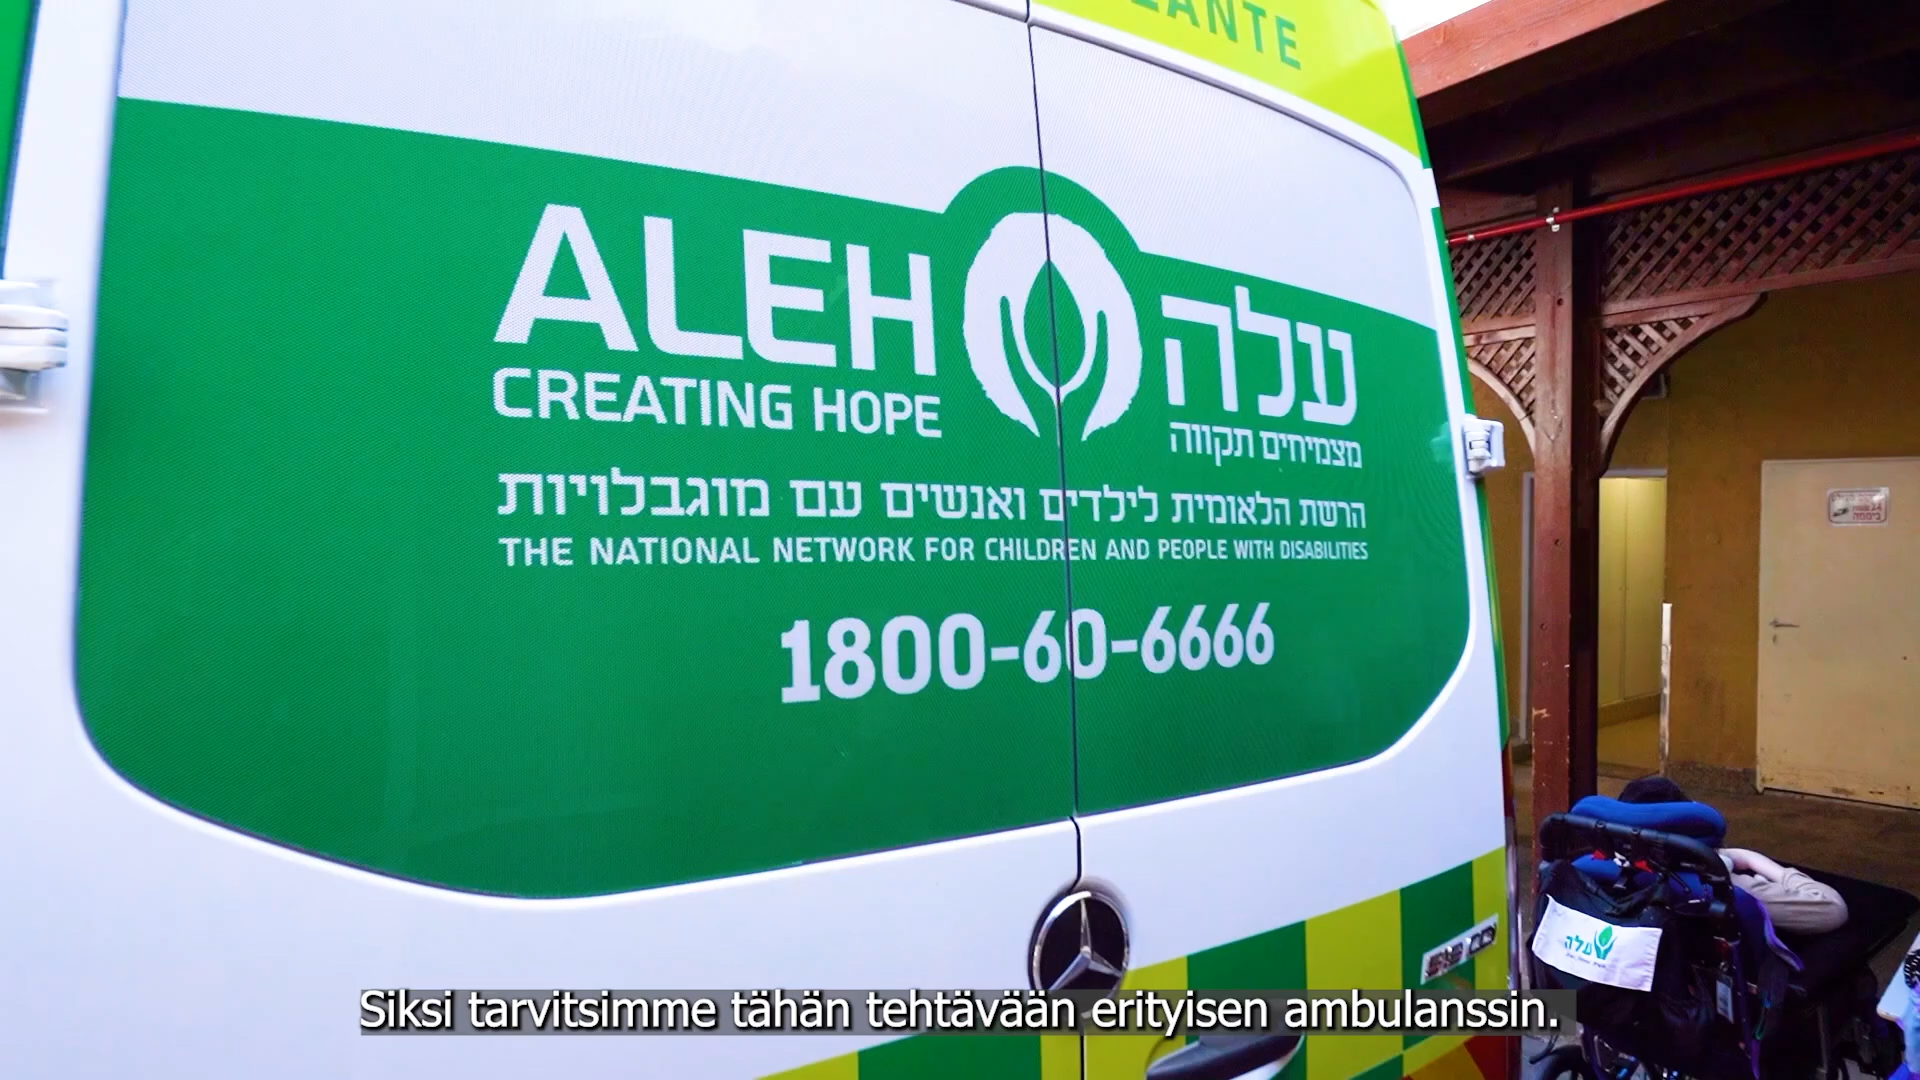 ALEH
עלה
CREATING HOPE
מצמיחים תקווה
הרשת הלאומית לילדים ואנשים עם מוגבלויות
THE NATIONAL NETWORK FOR CHILDREN AND PEOPLE WITH DISABILITIES
1800-60-6666
עלה
Siksi tarvitsimme tähän tehtävään erityisen ambulanssin.